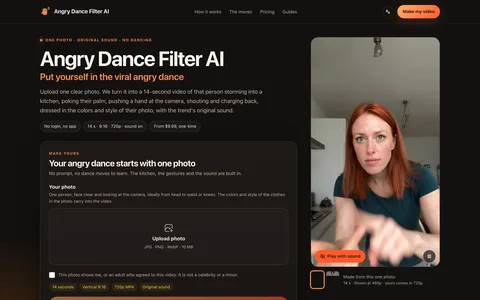 Angry Dance Filter AI
How it works
The moves
Pricing
Guides
Make my video
ONE PHOTO · ORIGINAL SOUND · NO DANCING
Angry Dance Filter AI
Put yourself in the viral angry dance
Upload one clear photo. We turn it into a 14-second video of that person storming into a
kitchen, poking their palm, pushing a hand at the camera, shouting and charging back,
dressed in the colors and style of their photo, with the trend's original sound.
No login, no app
14 s · 9:16 · 720p · sound on
From $9.99, one-time
MAKE YOURS
Your angry dance starts with one photo
No prompt, no dance moves to learn. The kitchen, the gestures and the sound are built in.
Your photo
One person, face clear and looking at the camera, ideally from head to waist or knees. The colors and style of the clothes
in the photo carry into the video.
Upload photo
JPG · PNG · WebP · 10 MB
This photo shows me, or an adult who agreed to this video. It is not a celebrity or a minor.
14 seconds
Vertical 9:16
720p MP4
Original sound
Play with sound
Made from this one photo
14 s · Shown at 480p · yours comes in 720p